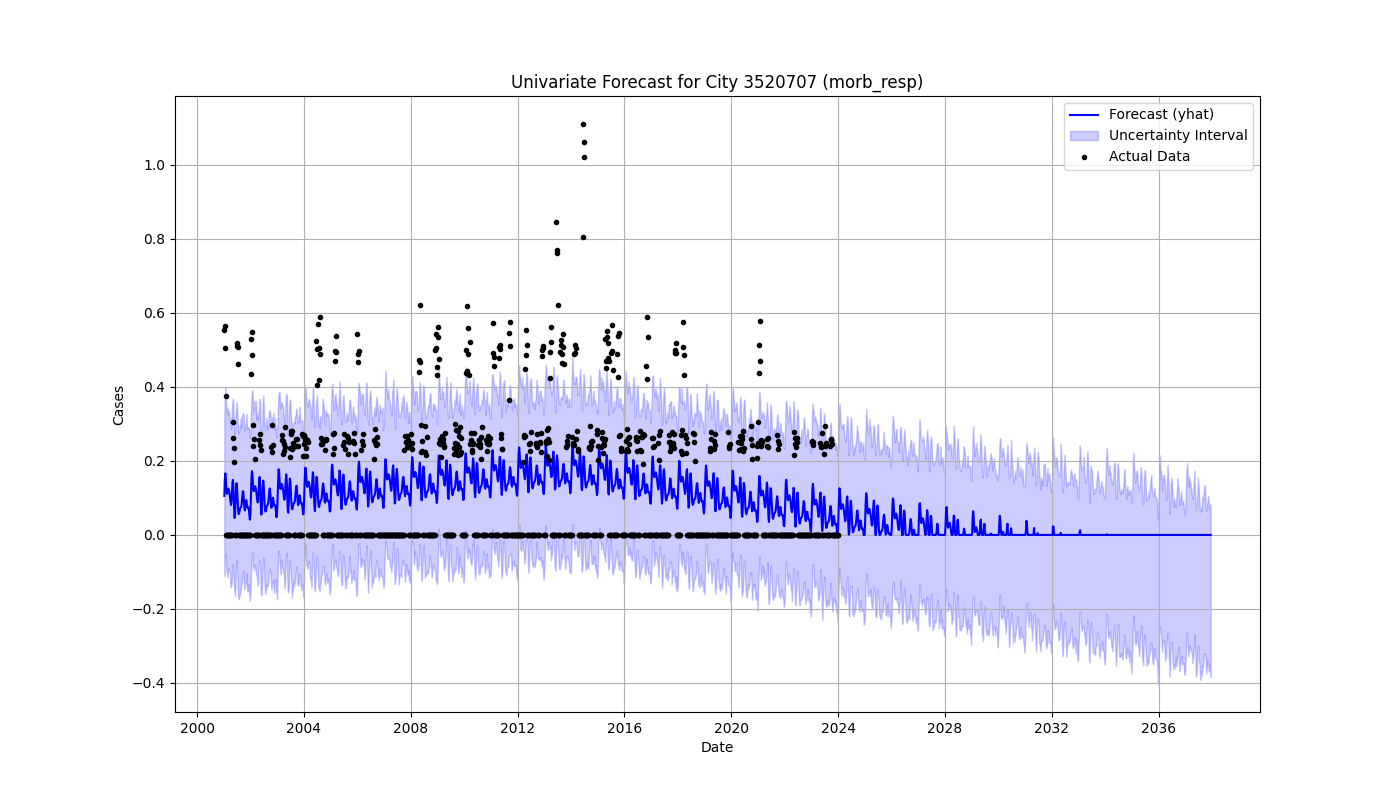 Univariate Forecast for City 3520707 (morb_resp)
Forecast (yhat)
Uncertainty Interval
Actual Data
Cases
1.0
0.8
0.6
0.4
0.2
0.0
−0.2
−0.4
2000 2004 2008 2012 2016 2020 2024 2028 2032 2036
Date